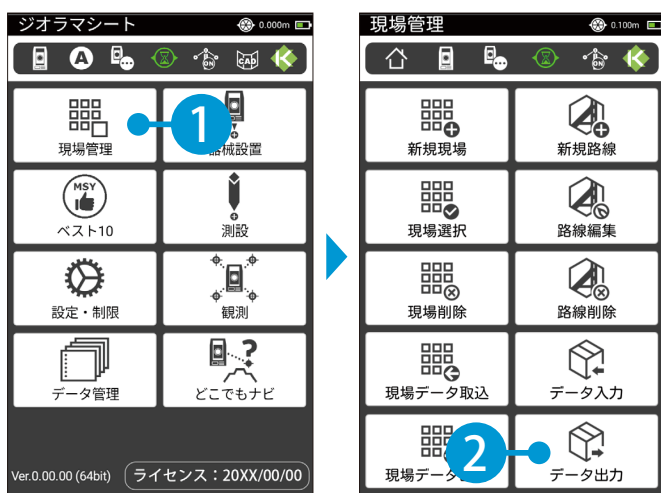 ジオラマシート
0.000m
A
BON
CAD
現場管理
1
器械設置
MSY
ベスト10
測設
設定・制限
観測
データ管理
どこでもナビ
Ver.0.00.00 (64bit)
ライセンス：20XX/00/00
現場管理
0.100m
BON
新規現場
新規路線
現場選択
路線編集
現場削除
路線削除
現場データ取込
データ入力
現場データ
2
データ出力